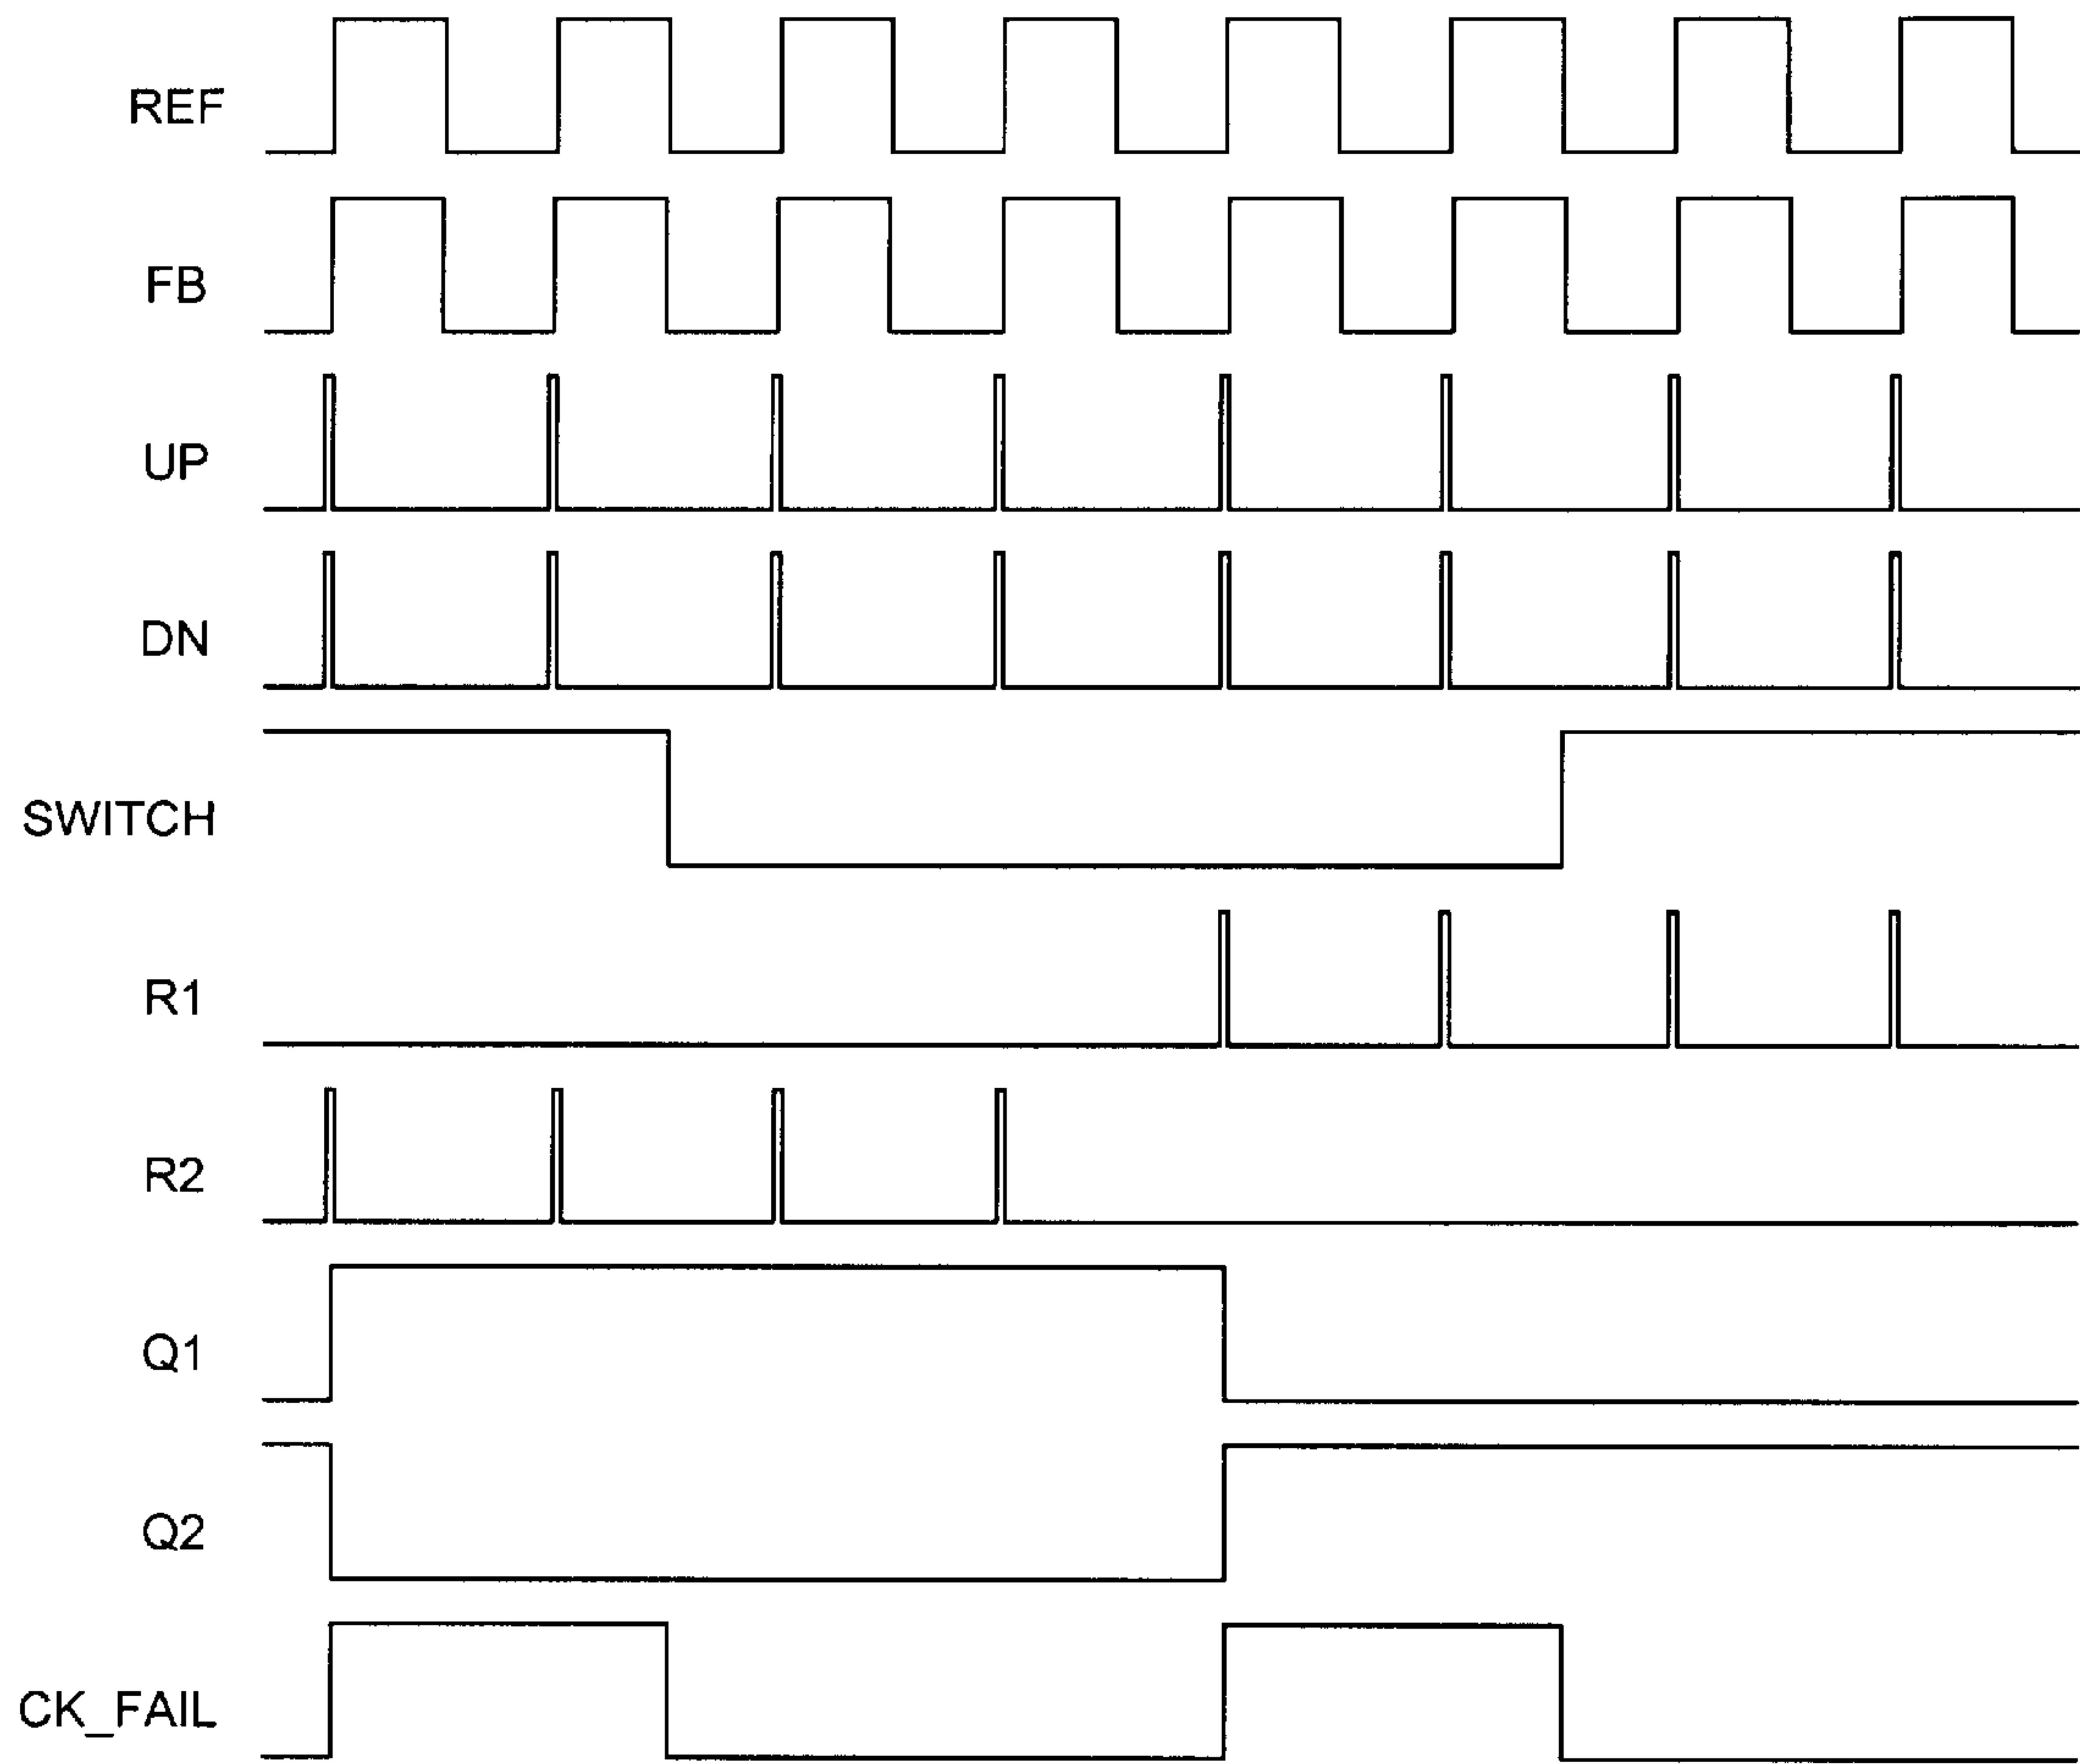 REF
FB
UP
DN
SWITCH
R1
R2
Q1
Q2
CK_FAIL